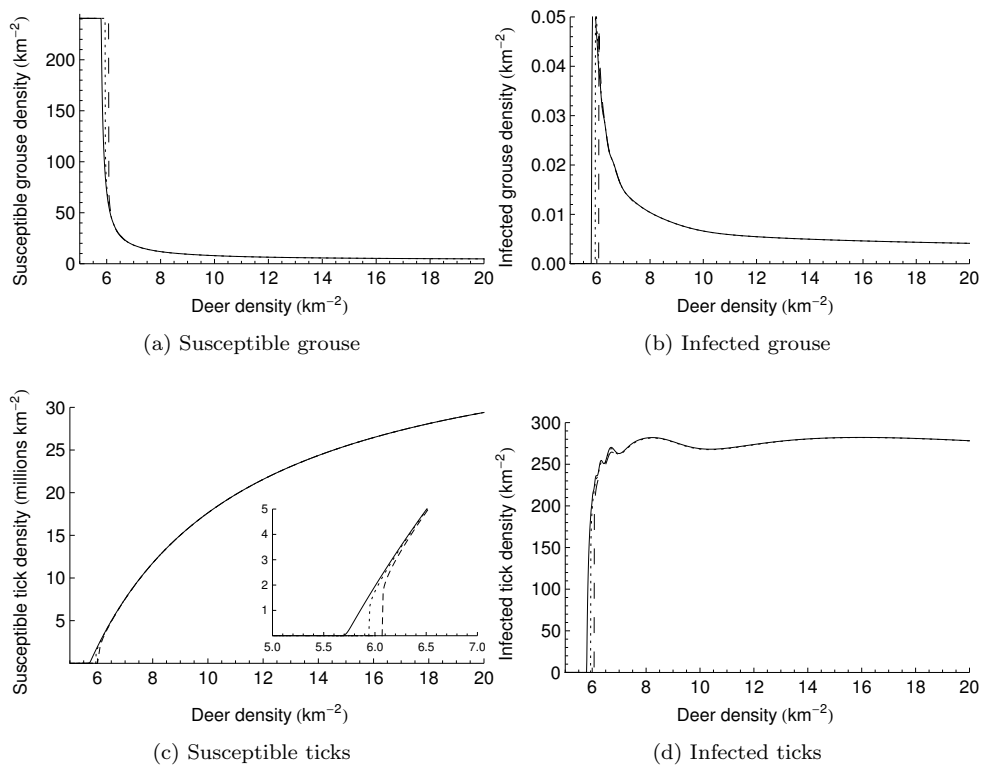 Susceptible grouse density (km−2)
200
150
100
50
0
6 8 10 12 14 16 18 20
Deer density (km−2)
(a) Susceptible grouse
Infected grouse density (km−2)
0.05
0.04
0.03
0.02
0.01
0.00
6 8 10 12 14 16 18 20
Deer density (km−2)
(b) Infected grouse
Susceptible tick density (millions km−2)
30
25
20
15
10
5
6 8 10 12 14 16 18 20
5
4
3
2
1
5.0 5.5 6.0 6.5 7.0
Deer density (km−2)
(c) Susceptible ticks
Infected tick density (km−2)
300
250
200
150
100
50
0
6 8 10 12 14 16 18 20
Deer density (km−2)
(d) Infected ticks